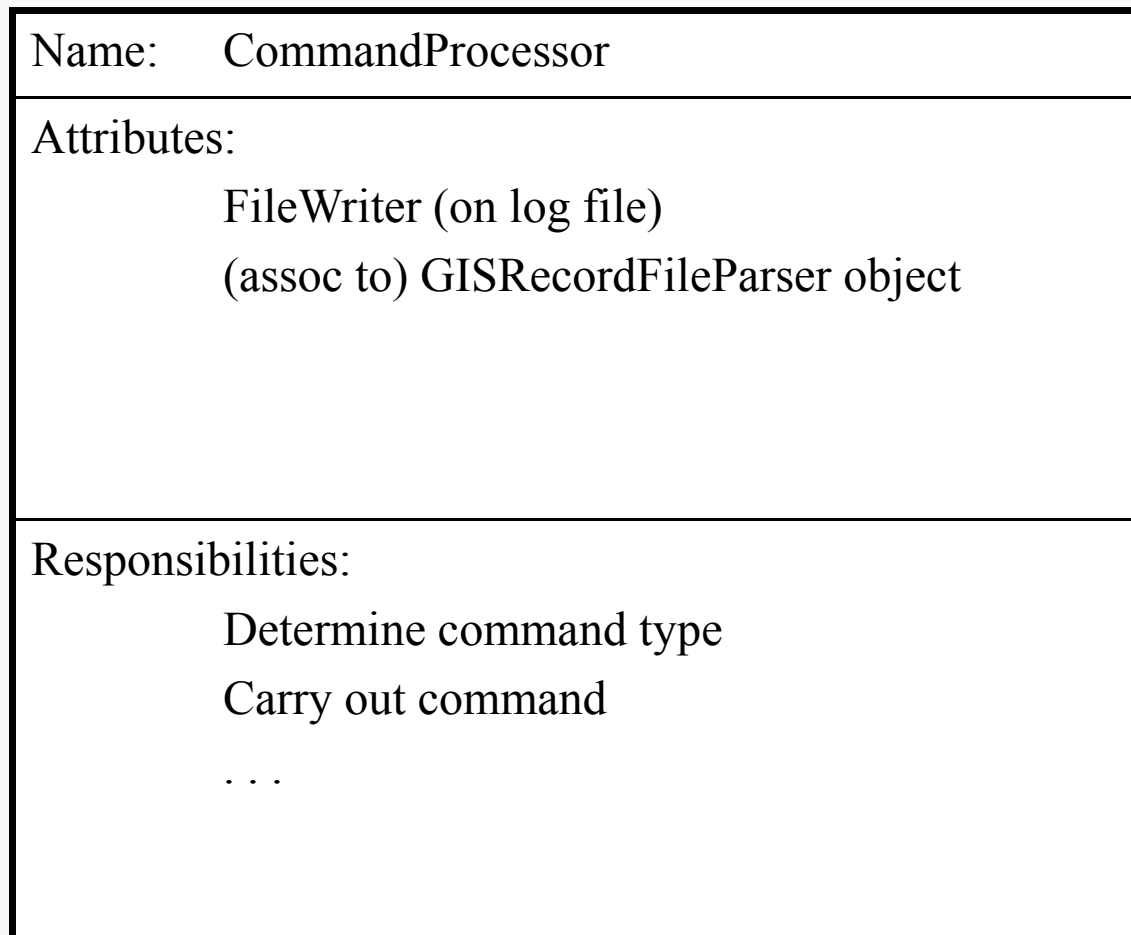 Name: CommandProcessor
Attributes:
FileWriter (on log file)
(assoc to) GISRecordFileParser object
Responsibilities:
Determine command type
Carry out command
. . .